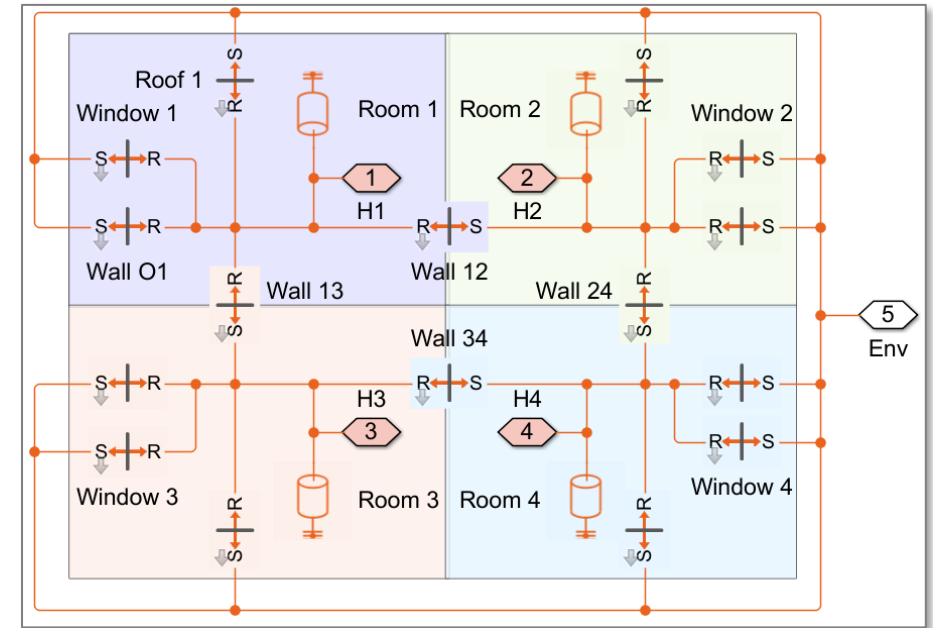 S
Roof 1
R
Window 1
Room 1
Room 2
Window 2
S R
R S
1
2
H1
H2
S R
R S
R S
Wall O1
Wall 12
R
Wall 13
Wall 24
R
S
S
5
Env
Wall 34
S R
R S
R S
H3
H4
3
4
S R
R S
Window 3
Room 3
Room 4
Window 4
R
R
S
S
S
R